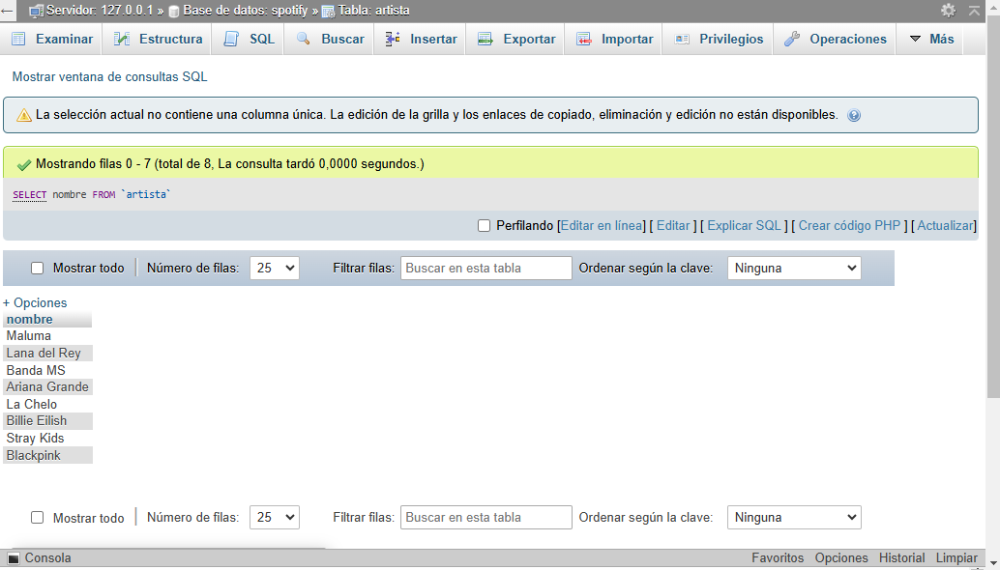 Servidor: 127.0.0.1 » Base de datos: spotify » Tabla: artista
Examinar Estructura SQL Buscar Insertar Exportar Importar Privilegios Operaciones Más
Mostrar ventana de consultas SQL
La selección actual no contiene una columna única. La edición de la grilla y los enlaces de copiado, eliminación y edición no están disponibles.
Mostrando filas 0 - 7 (total de 8, La consulta tardó 0,0000 segundos.)
SELECT nombre FROM `artista`
Perfilando [Editar en línea] [ Editar ] [ Explicar SQL ] [ Crear código PHP ] [ Actualizar]
Mostrar todo Número de filas: 25 Filtrar filas: Buscar en esta tabla Ordenar según la clave: Ninguna
+ Opciones
nombre
Maluma
Lana del Rey
Banda MS
Ariana Grande
La Chelo
Billie Eilish
Stray Kids
Blackpink
Mostrar todo Número de filas: 25 Filtrar filas: Buscar en esta tabla Ordenar según la clave: Ninguna
Consola Favoritos Opciones Historial Limpiar